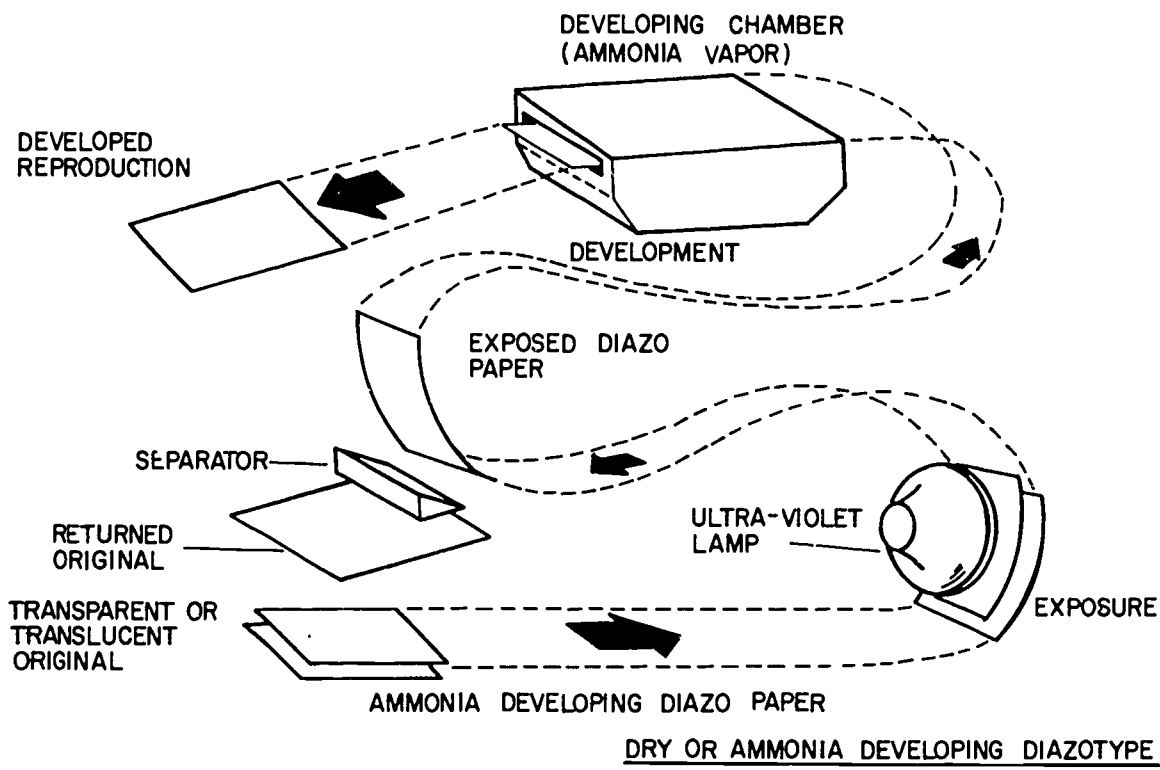 DEVELOPING CHAMBER
(AMMONIA VAPOR)
DEVELOPED
REPRODUCTION
DEVELOPMENT
EXPOSED DIAZO
PAPER
SEPARATOR
RETURNED
ORIGINAL
ULTRA-VIOLET
LAMP
TRANSPARENT OR
TRANSLUCENT
ORIGINAL
EXPOSURE
AMMONIA DEVELOPING DIAZO PAPER
DRY OR AMMONIA DEVELOPING DIAZOTYPE